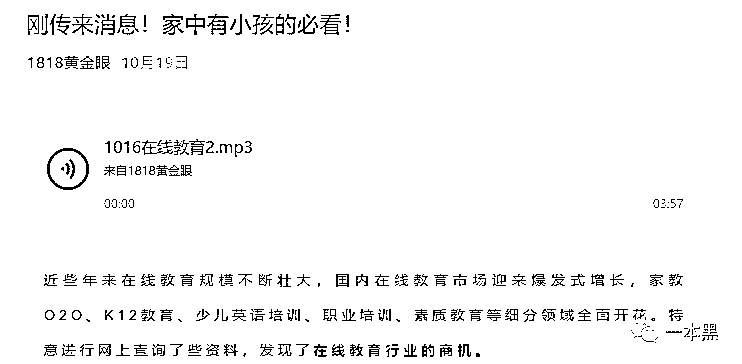 刚传来消息！家中有小孩的必看！
1818黄金眼 10月19日
1016在线教育2.mp3
来自1818黄金眼
00:00 03:57
近些年来在线教育规模不断壮大，国内在线教育市场迎来爆发式增长，家教
O2O、K12教育、少儿英语培训、职业培训、素质教育等细分领域全面开花。特
意进行网上查询了些资料，发现了在线教育行业的商机。
一本黑